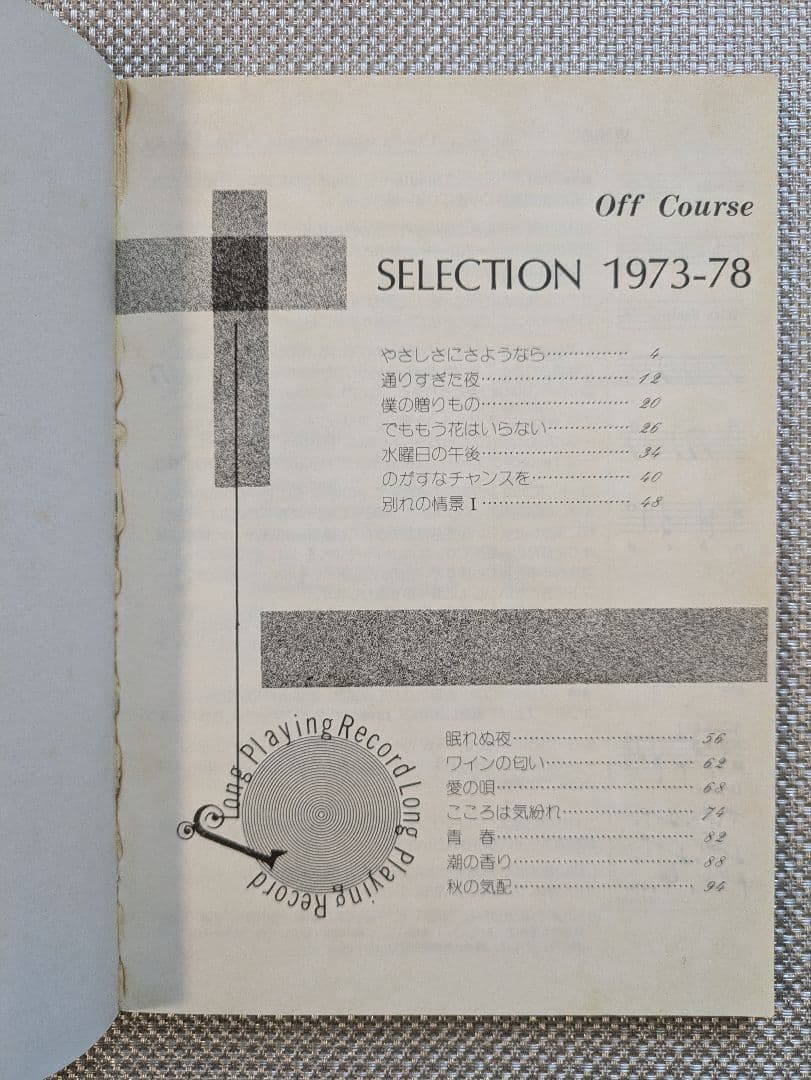 Off Course
SELECTION 1973-78
やさしさにさようなら…………… 4
通りすぎた夜……………………… 12
僕の贈りもの……………………… 20
でももう花はいらない…………… 26
水曜日の午後……………………… 34
のがすなチャンスを……………… 40
別れの情景 I ……………………… 48
眠れぬ夜…………………………… 56
ワインの匂い……………………… 62
愛の唄……………………………… 68
こころは気紛れ…………………… 74
青 春……………………………… 82
潮の香り…………………………… 88
秋の気配…………………………… 94
Long Playing Record Long Playing Record